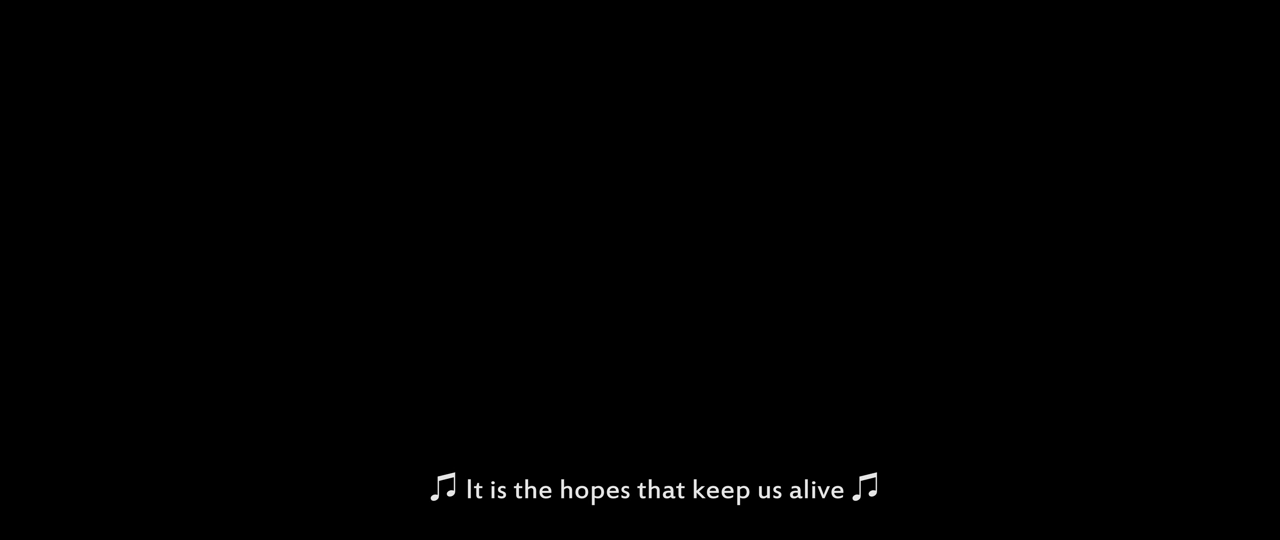 ♫ It is the hopes that keep us alive ♫